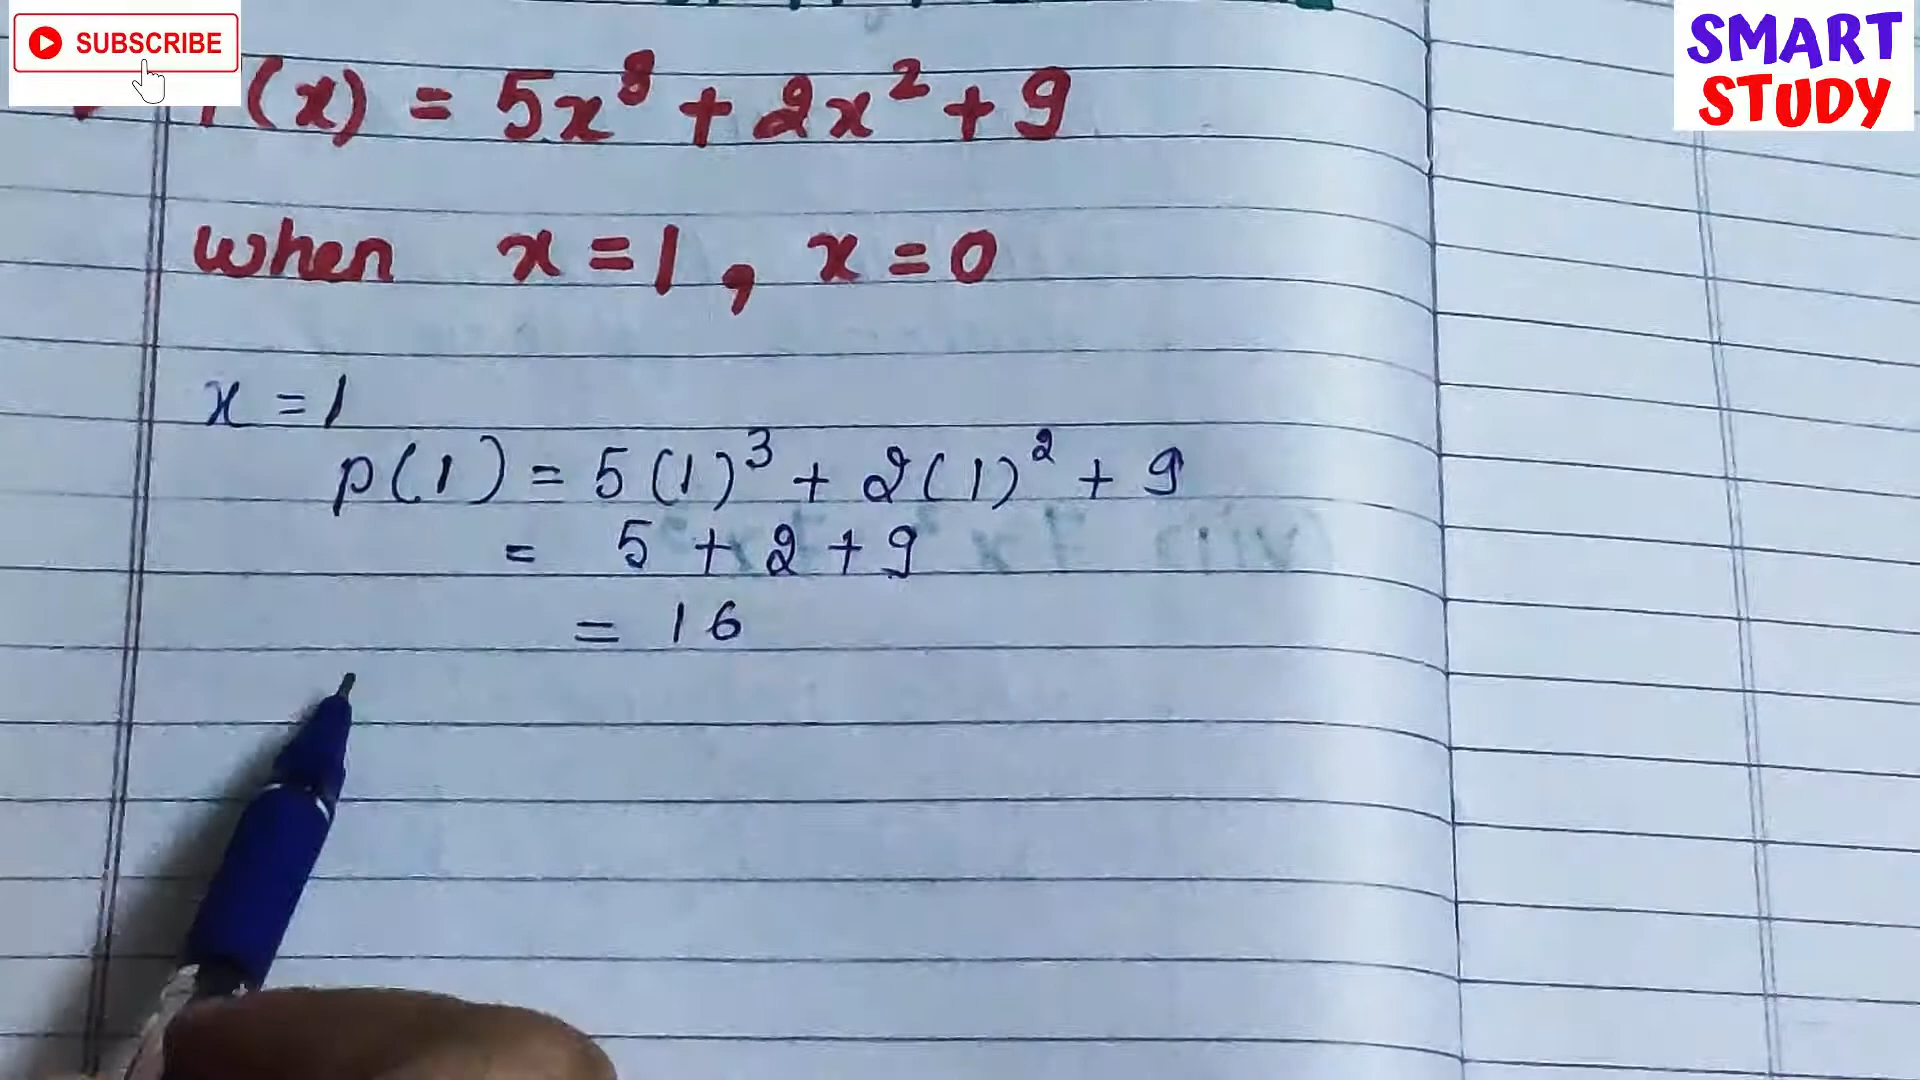 SUBSCRIBE
SMART
STUDY
(x) = 5x³ + 2x² + 9
when x = 1 , x = 0
x = 1
p(1) = 5(1)³ + 2(1)² + 9
= 5 + 2 + 9
= 16